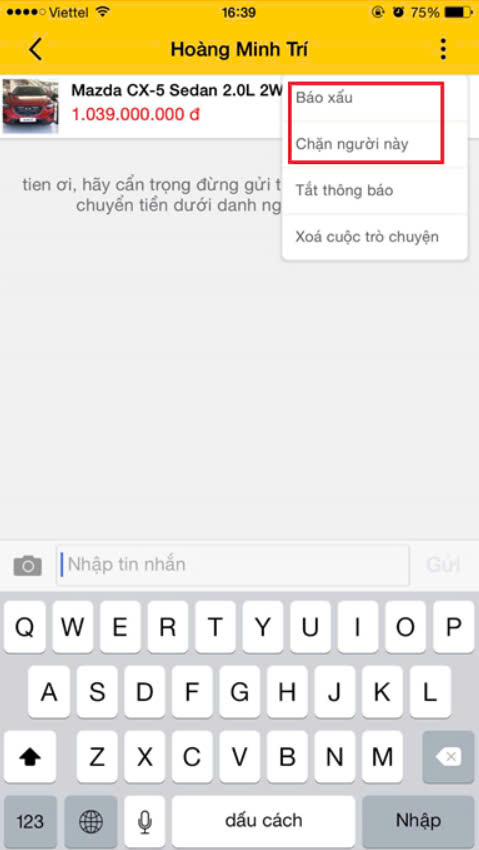 Viettel 16:39 75%
Hoàng Minh Trí
Mazda CX-5 Sedan 2.0L 2W
1.039.000.000 đ
Báo xấu
Chặn người này
Tắt thông báo
Xoá cuộc trò chuyện
tien ơi, hãy cẩn trọng đừng gửi t
chuyển tiền dưới danh ng
Nhập tin nhắn Gửi
Q W E R T Y U I O P
A S D F G H J K L
Z X C V B N M
123 dấu cách Nhập